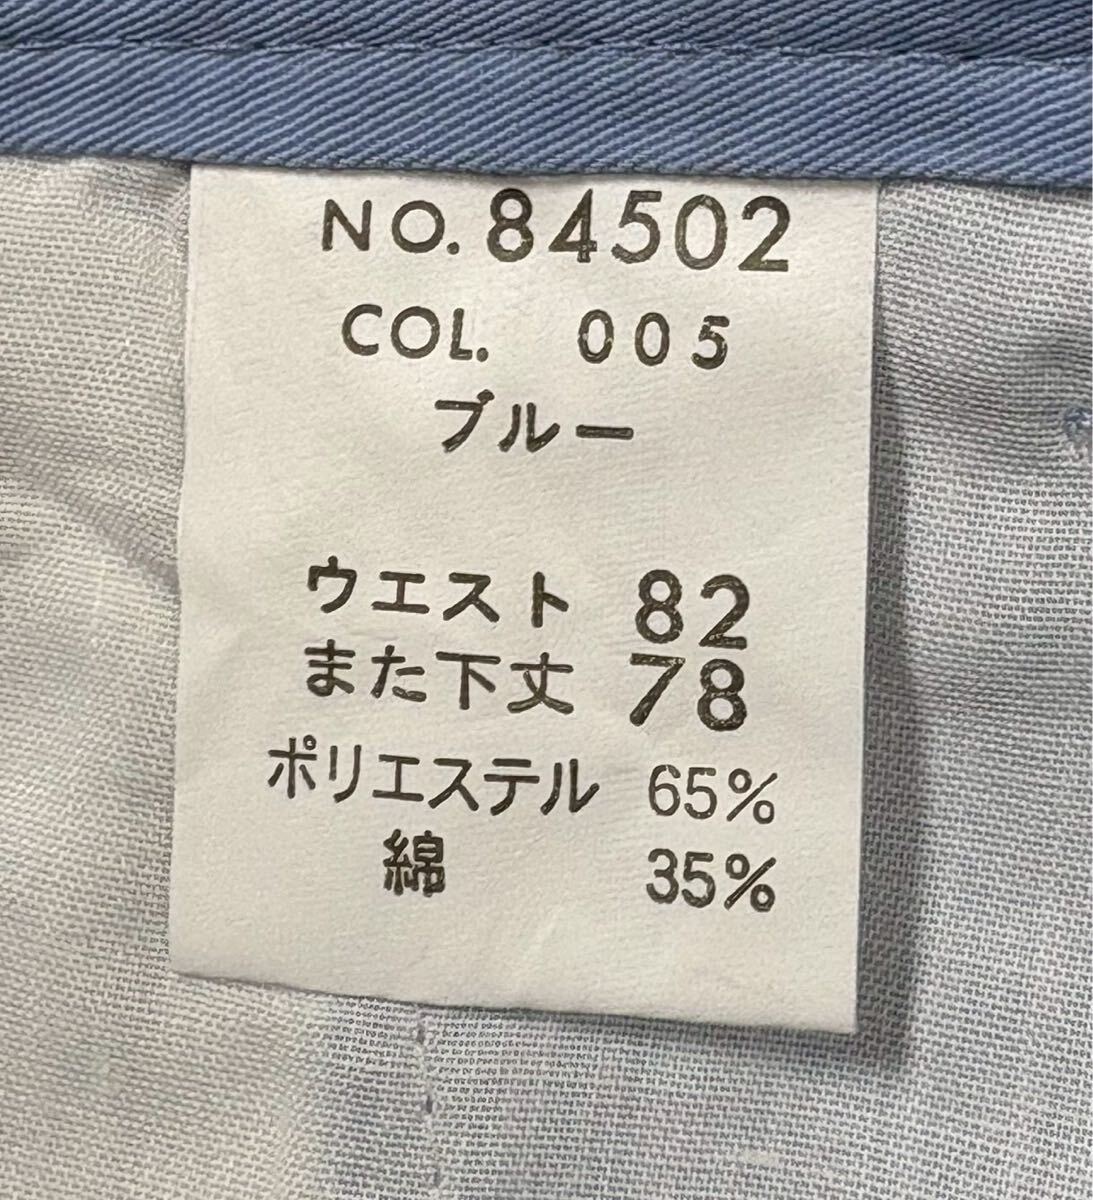 NO. 84502
COL. 005
ブルー
ウエスト 82
また下丈 78
ポリエステル 65%
綿 35%